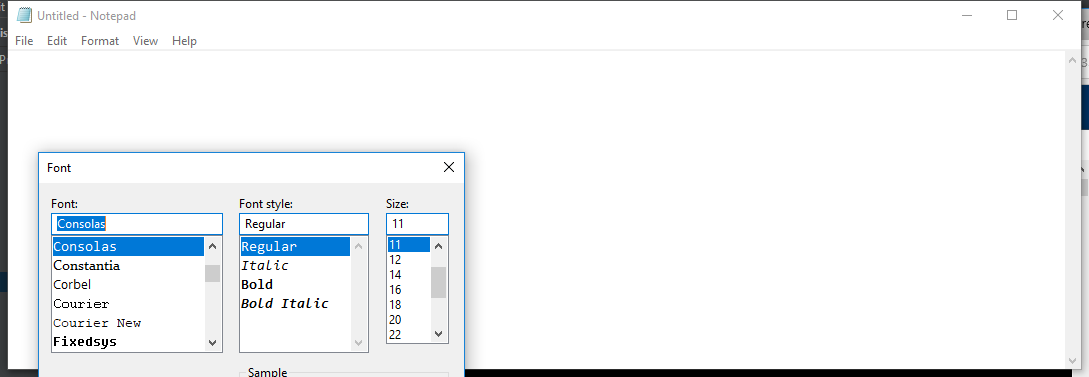 Untitled - Notepad
File Edit Format View Help
Font
Font: Font style: Size:
Consolas Regular 11
Consolas Regular 11
Constantia Italic 12
Corbel Bold 14
Courier Bold Italic 16
Courier New 18
Fixedsys 20
22
Sample